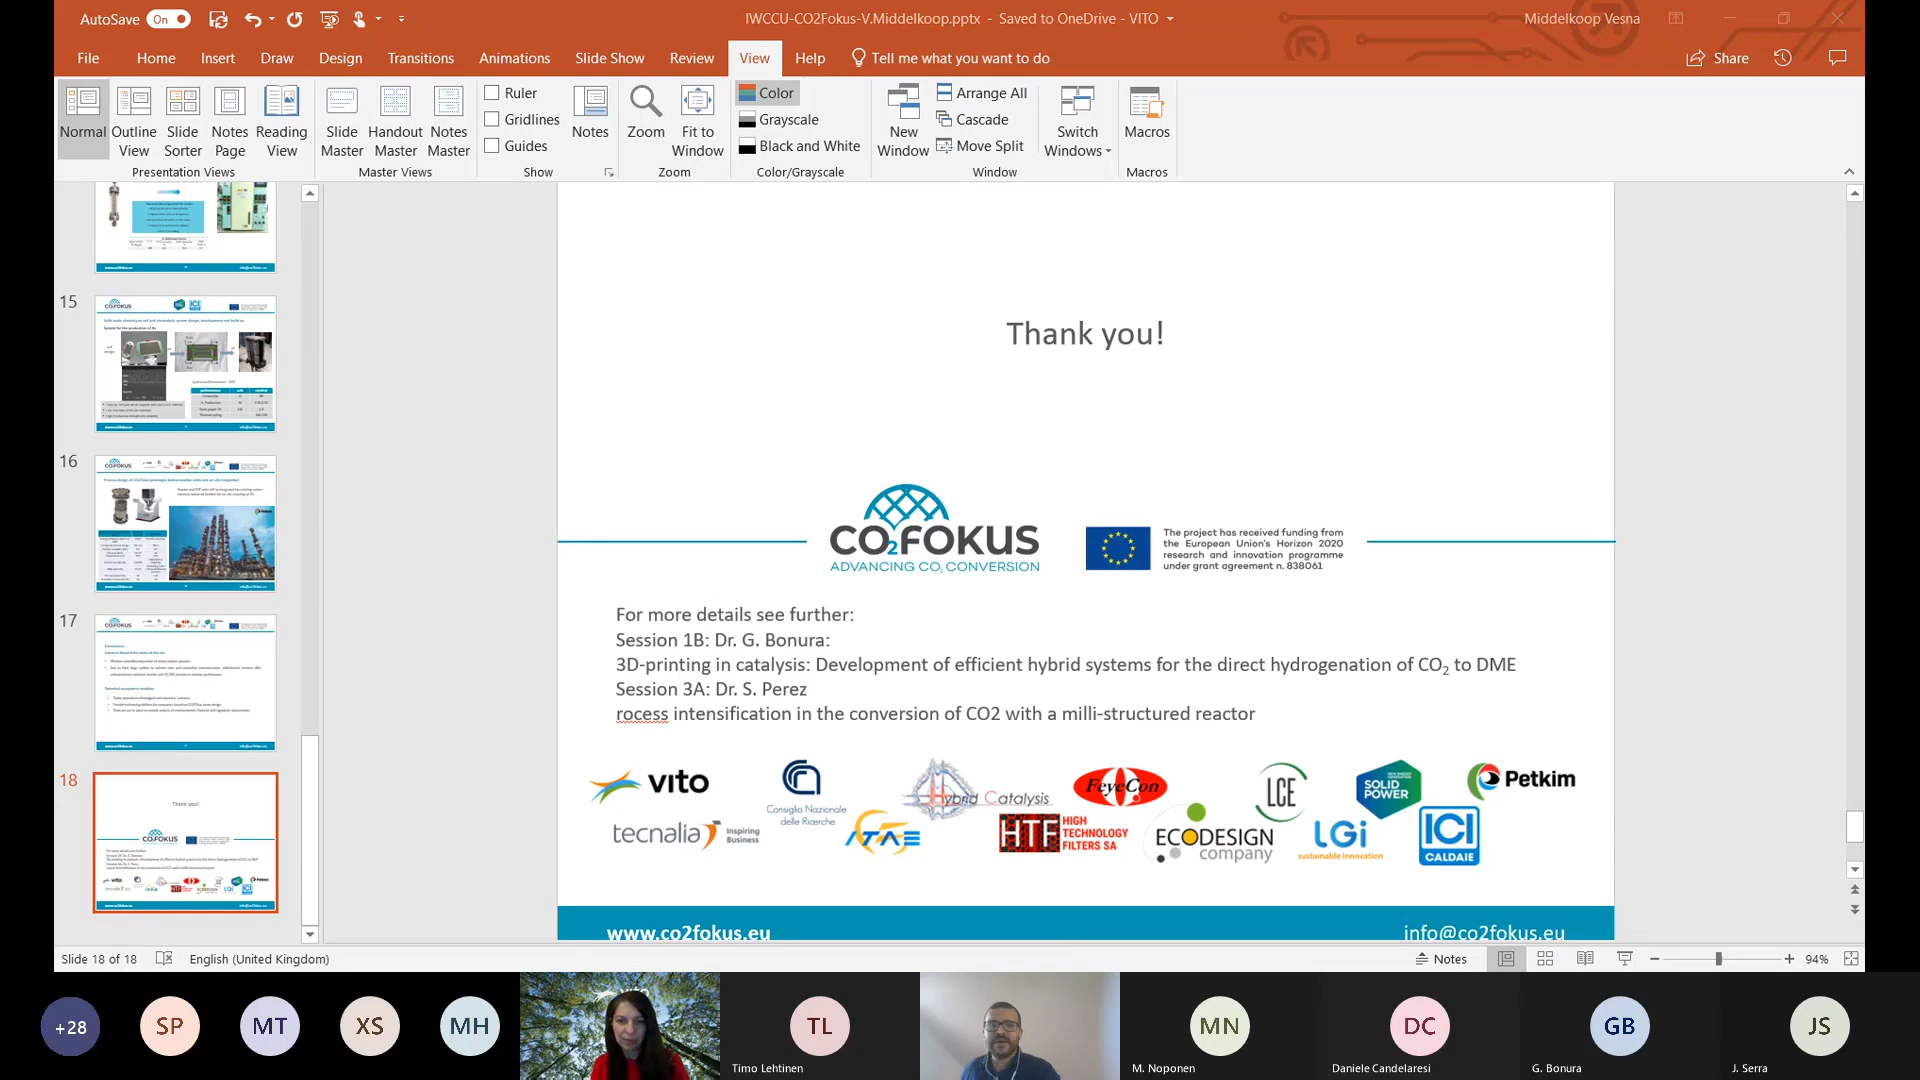 AutoSave On
IWCCU-CO2Fokus-V.Middelkoop.pptx - Saved to OneDrive - VITO
Middelkoop Vesna
File Home Insert Draw Design Transitions Animations Slide Show Review View Help Tell me what you want to do
Share
Normal
Outline View
Slide Sorter
Notes Page
Reading View
Presentation Views
Slide Master
Handout Master
Notes Master
Master Views
Ruler
Gridlines
Guides
Show
Notes
Zoom
Fit to Window
Zoom
Color
Grayscale
Black and White
Color/Grayscale
New Window
Arrange All
Cascade
Move Split
Switch Windows
Window
Macros
Macros
15
16
17
18
Thank you!
CO2FOKUS
ADVANCING CO2 CONVERSION
The project has received funding from
the European Union's Horizon 2020
research and innovation programme
under grant agreement n. 838061
For more details see further:
Session 1B: Dr. G. Bonura:
3D-printing in catalysis: Development of efficient hybrid systems for the direct hydrogenation of CO2 to DME
Session 3A: Dr. S. Perez
rocess intensification in the conversion of CO2 with a milli-structured reactor
vito
Consiglio Nazionale
delle Ricerche
Hybrid Catalysis
FeyeCon
LCE
NEW ENERGY
SOLID
POWER
Petkim
tecnalia Inspiring
Business
ITAE
HTF HIGH
TECHNOLOGY
FILTERS SA
ECODESIGN
company
LGi
sustainable innovation
ICI
CALDAIE
www.co2fokus.eu
info@co2fokus.eu
Slide 18 of 18
English (United Kingdom)
Notes
94%
+28
SP
MT
XS
MH
TL
Timo Lehtinen
MN
M. Noponen
DC
Daniele Candelaresi
GB
G. Bonura
JS
J. Serra